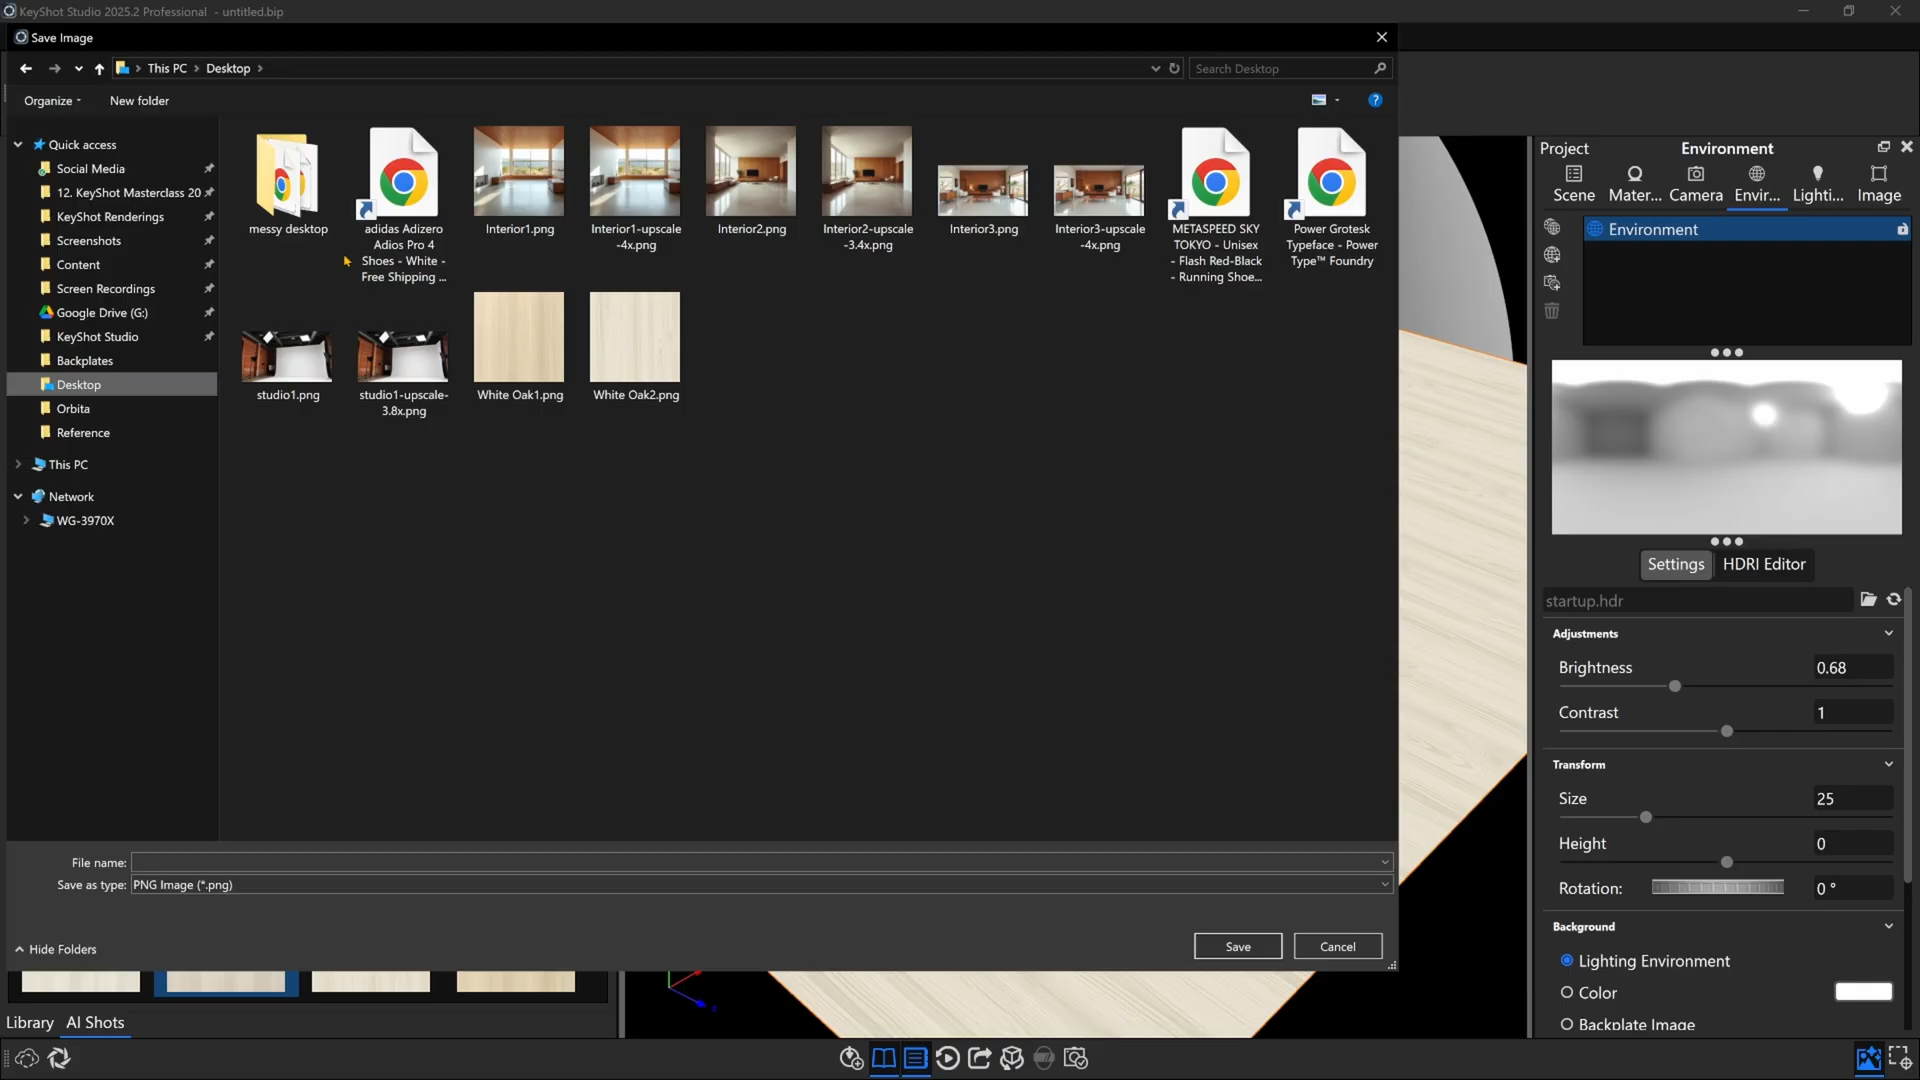 KeyShot Studio 2025.2 Professional - untitled.bip
Save Image
This PC
Desktop
Search Desktop
Organize
New folder
Quick access
Social Media
12. KeyShot Masterclass 20
KeyShot Renderings
Screenshots
Content
Screen Recordings
Google Drive (G:)
KeyShot Studio
Backplates
Desktop
Orbita
Reference
This PC
Network
WG-3970X
messy desktop
adidas Adizero
Adios Pro 4
Shoes - White -
Free Shipping ...
Interior1.png
Interior1-upscale
-4x.png
Interior2.png
Interior2-upscale
-3.4x.png
Interior3.png
Interior3-upscale
-4x.png
METASPEED SKY
TOKYO - Unisex
- Flash Red-Black
- Running Shoe...
Power Grotesk
Typeface - Power
Type™ Foundry
studio1.png
studio1-upscale-
3.8x.png
White Oak1.png
White Oak2.png
File name:
Save as type: PNG Image (*.png)
Hide Folders
Save
Cancel
Library
AI Shots
Project
Environment
Scene
Mater...
Camera
Envir...
Lighti...
Image
Environment
Settings
HDRI Editor
startup.hdr
Adjustments
Brightness
0.68
Contrast
1
Transform
Size
25
Height
0
Rotation:
0 °
Background
Lighting Environment
Color
Backplate Image